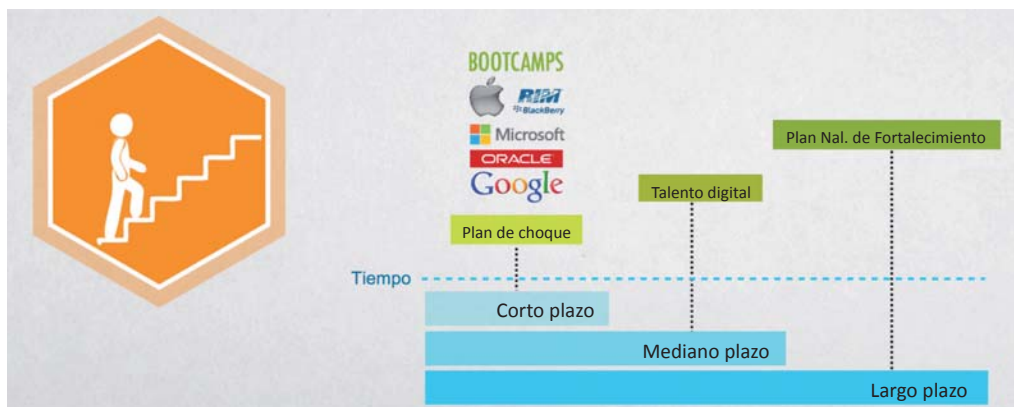 BOOTCAMPS
RIM
BlackBerry
Microsoft
ORACLE
Google
Plan de choque
Talento digital
Plan Nal. de Fortalecimiento
Tiempo
Corto plazo
Mediano plazo
Largo plazo